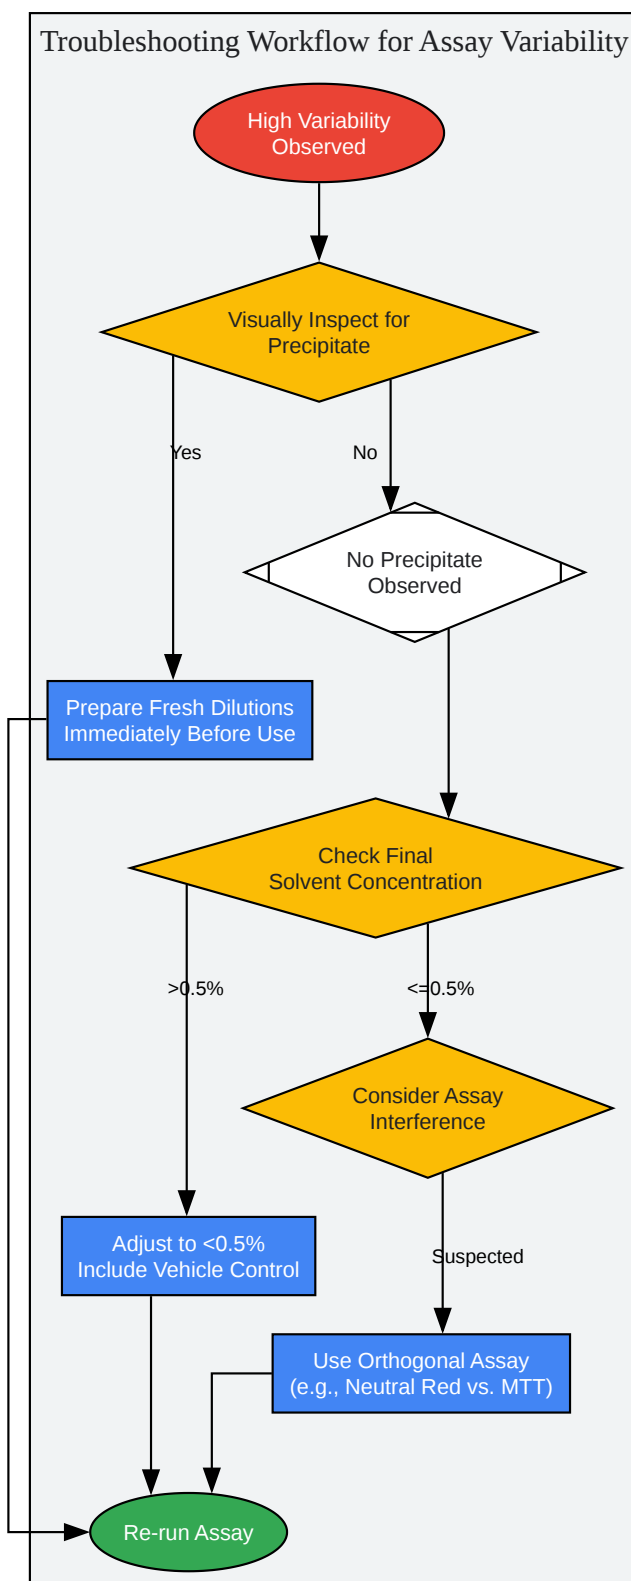 Troubleshooting Workflow for Assay Variability
High Variability
Observed
Visually Inspect for
Precipitate
Yes
No
No Precipitate
Observed
Prepare Fresh Dilutions
Immediately Before Use
Check Final
Solvent Concentration
>0.5%
<=0.5%
Consider Assay
Interference
Adjust to <0.5%
Include Vehicle Control
Suspected
Use Orthogonal Assay
(e.g., Neutral Red vs. MTT)
Re-run Assay